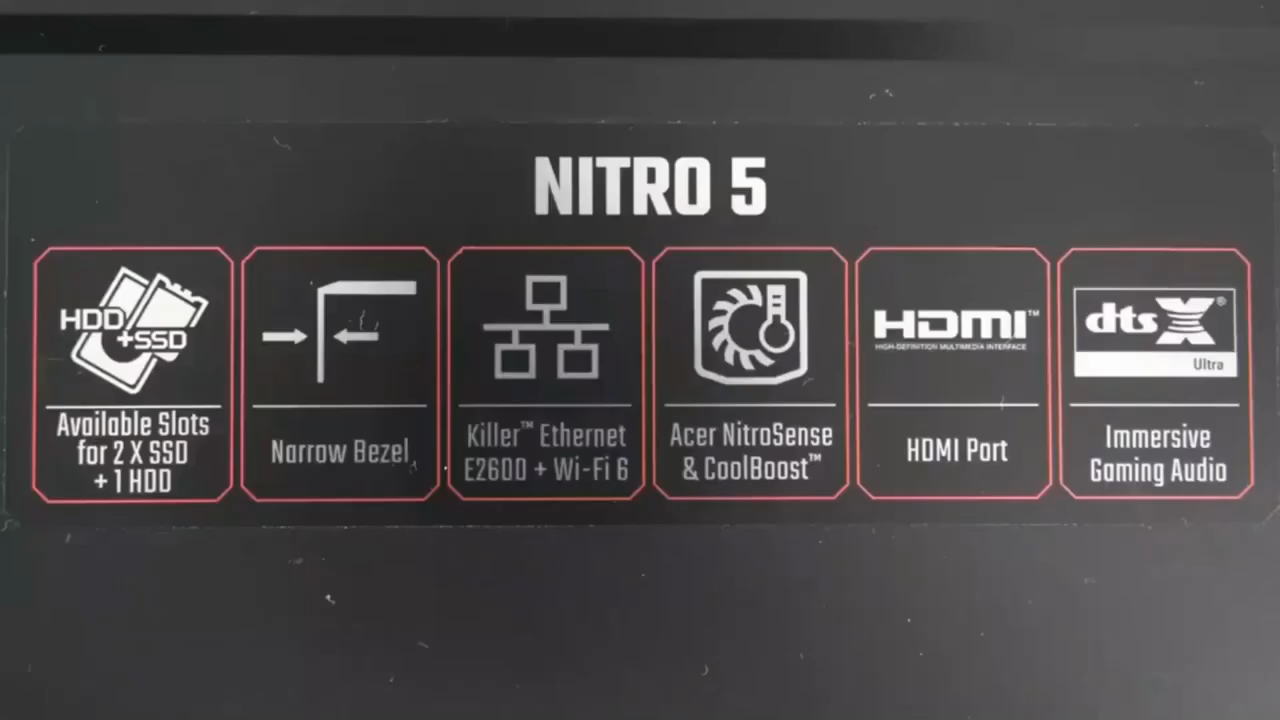 NITRO 5
HDD
+SSD
Available Slots
for 2 X SSD
+ 1 HDD
Narrow Bezel
Killer™ Ethernet
E2600 + Wi-Fi 6
Acer NitroSense
& CoolBoost™
HDMI™
HIGH-DEFINITION MULTIMEDIA INTERFACE
HDMI Port
dts X®
Ultra
Immersive
Gaming Audio